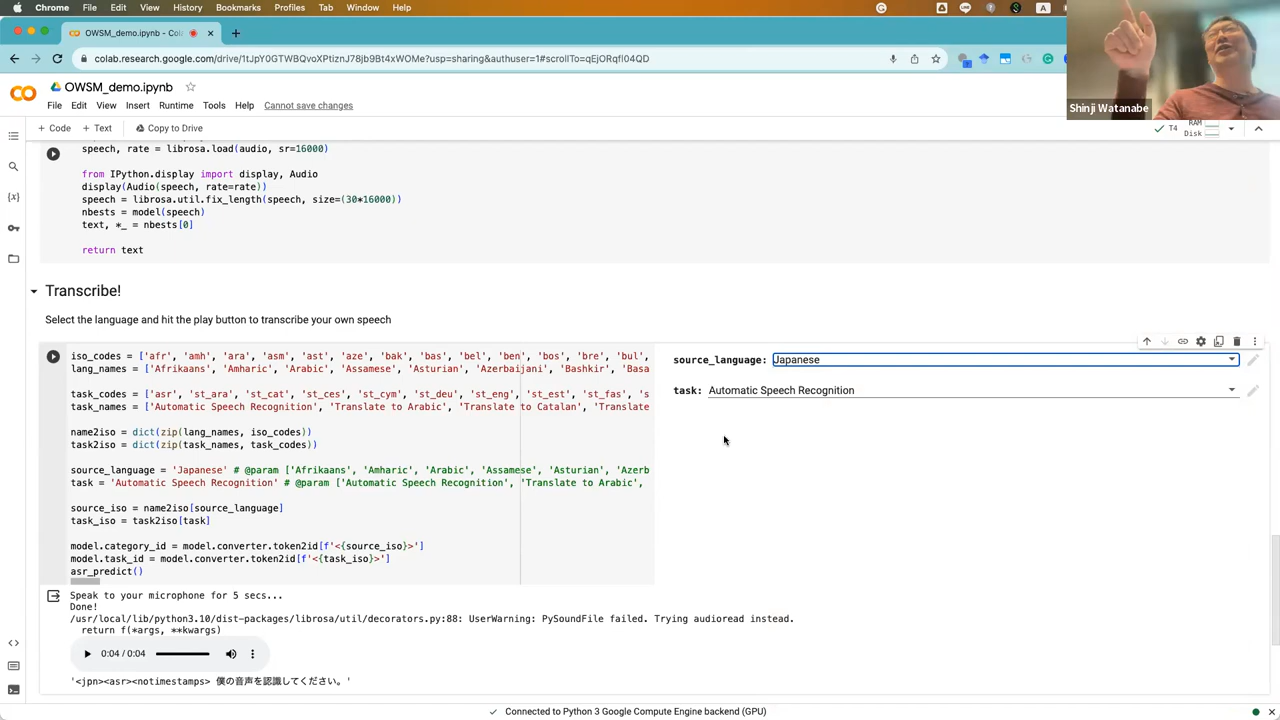 Chrome File Edit View History Bookmarks Profiles Tab Window Help
OWSM_demo.ipynb - Cola
colab.research.google.com/drive/1tJpY0GTWBQvoXPtiznJ78jb9Bt4xWOMe?usp=sharing&authuser=1#scrollTo=qEjORqfl04QD
Shinji Watanabe
OWSM_demo.ipynb
File Edit View Insert Runtime Tools Help Cannot save changes
+ Code + Text Copy to Drive
T4 RAM Disk
speech, rate = librosa.load(audio, sr=16000)
from IPython.display import display, Audio
display(Audio(speech, rate=rate))
speech = librosa.util.fix_length(speech, size=(30*16000))
nbests = model(speech)
text, *_ = nbests[0]
return text
Transcribe!
Select the language and hit the play button to transcribe your own speech
iso_codes = ['afr', 'amh', 'ara', 'asm', 'ast', 'aze', 'bak', 'bas', 'bel', 'ben', 'bos', 'bre', 'bul',
lang_names = ['Afrikaans', 'Amharic', 'Arabic', 'Assamese', 'Asturian', 'Azerbaijani', 'Bashkir', 'Basa
task_codes = ['asr', 'st_ara', 'st_cat', 'st_ces', 'st_cym', 'st_deu', 'st_eng', 'st_est', 'st_fas', 's
task_names = ['Automatic Speech Recognition', 'Translate to Arabic', 'Translate to Catalan', 'Translate
name2iso = dict(zip(lang_names, iso_codes))
task2iso = dict(zip(task_names, task_codes))
source_language = 'Japanese' # @param ['Afrikaans', 'Amharic', 'Arabic', 'Assamese', 'Asturian', 'Azerb
task = 'Automatic Speech Recognition' # @param ['Automatic Speech Recognition', 'Translate to Arabic',
source_iso = name2iso[source_language]
task_iso = task2iso[task]
model.category_id = model.converter.token2id[f'<{source_iso}>']
model.task_id = model.converter.token2id[f'<{task_iso}>']
asr_predict()
source_language: Japanese
task: Automatic Speech Recognition
Speak to your microphone for 5 secs...
Done!
/usr/local/lib/python3.10/dist-packages/librosa/util/decorators.py:88: UserWarning: PySoundFile failed. Trying audioread instead.
return f(*args, **kwargs)
0:04 / 0:04
'<jpn><asr><notimestamps> 僕の音声を認識してください。'
Connected to Python 3 Google Compute Engine backend (GPU)